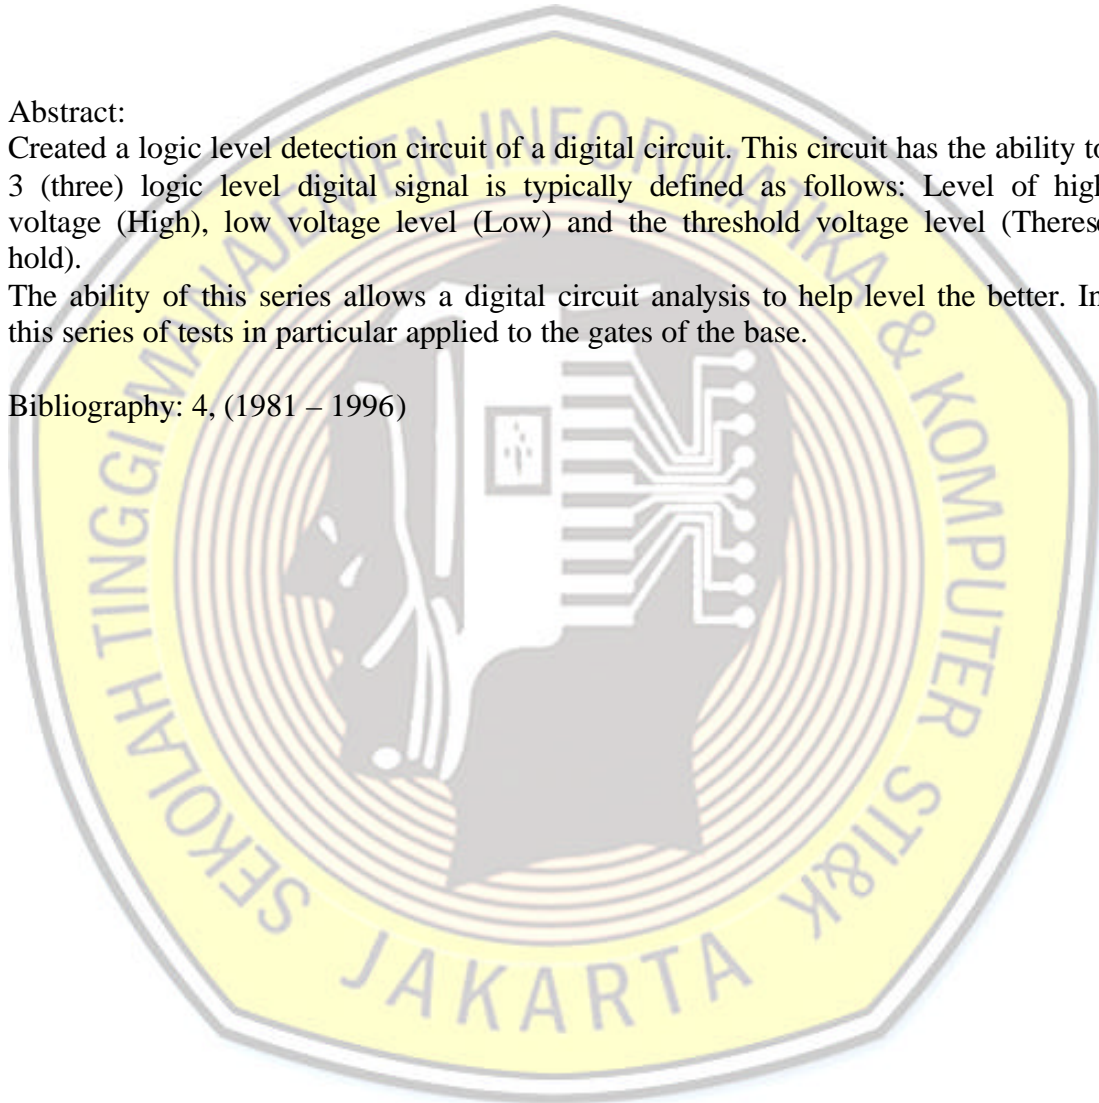 Abstract:
Created a logic level detection circuit of a digital circuit. This circuit has the ability to
3 (three) logic level digital signal is typically defined as follows: Level of high
voltage (High), low voltage level (Low) and the threshold voltage level (Therese
hold).
The ability of this series allows a digital circuit analysis to help level the better. In
this series of tests in particular applied to the gates of the base.
Bibliography: 4, (1981 – 1996)
SEKOLAH TINGGI MANAJEMEN INFORMATIKA & KOMPUTER STI&K
JAKARTA